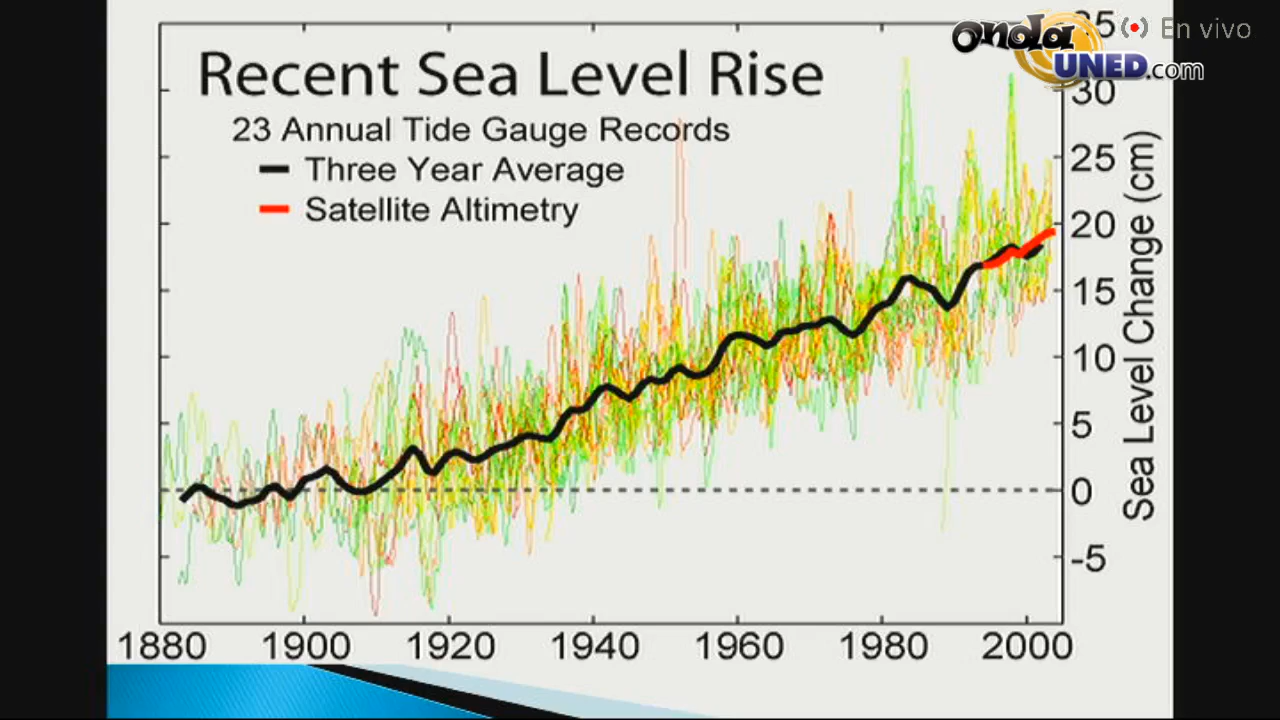 Recent Sea Level Rise
23 Annual Tide Gauge Records
Three Year Average
Satellite Altimetry
onda
UNED.com
En vivo
35
30
25
20
15
10
5
0
-5
Sea Level Change (cm)
1880 1900 1920 1940 1960 1980 2000